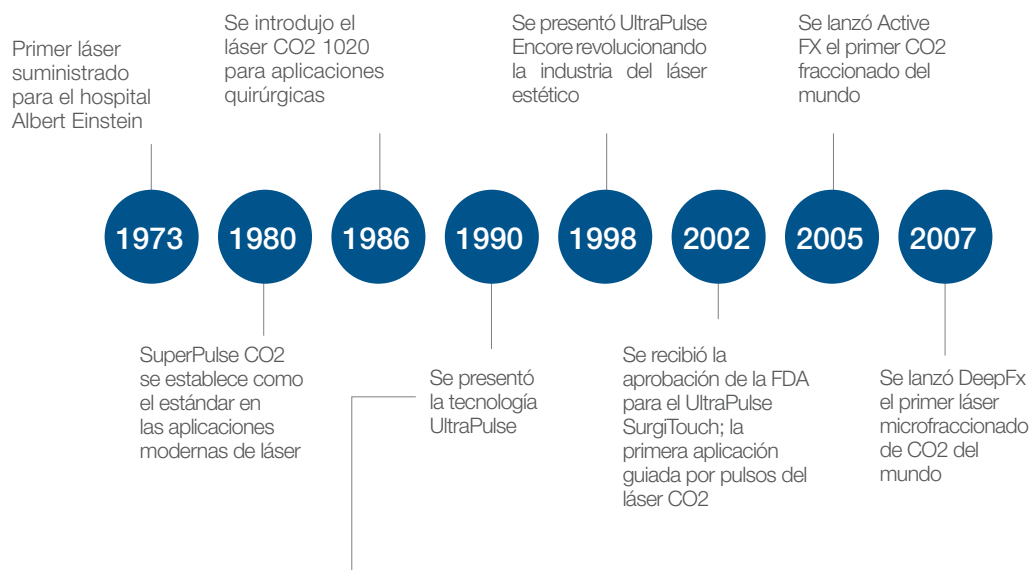 Primer láser
suministrado
para el hospital
Albert Einstein
Se introdujo el
láser CO2 1020
para aplicaciones
quirúrgicas
Se presentó UltraPulse
Encore revolucionando
la industria del láser
estético
Se lanzó Active
FX el primer CO2
fraccionado del
mundo
1973
1980
1986
1990
1998
2002
2005
2007
SuperPulse CO2
se establece como
el estándar en
las aplicaciones
modernas de láser
Se presentó
la tecnología
UltraPulse
Se recibió la
aprobación de la FDA
para el UltraPulse
SurgiTouch; la
primera aplicación
guiada por pulsos del
láser CO2
Se lanzó DeepFx
el primer láser
microfraccionado
de CO2 del
mundo